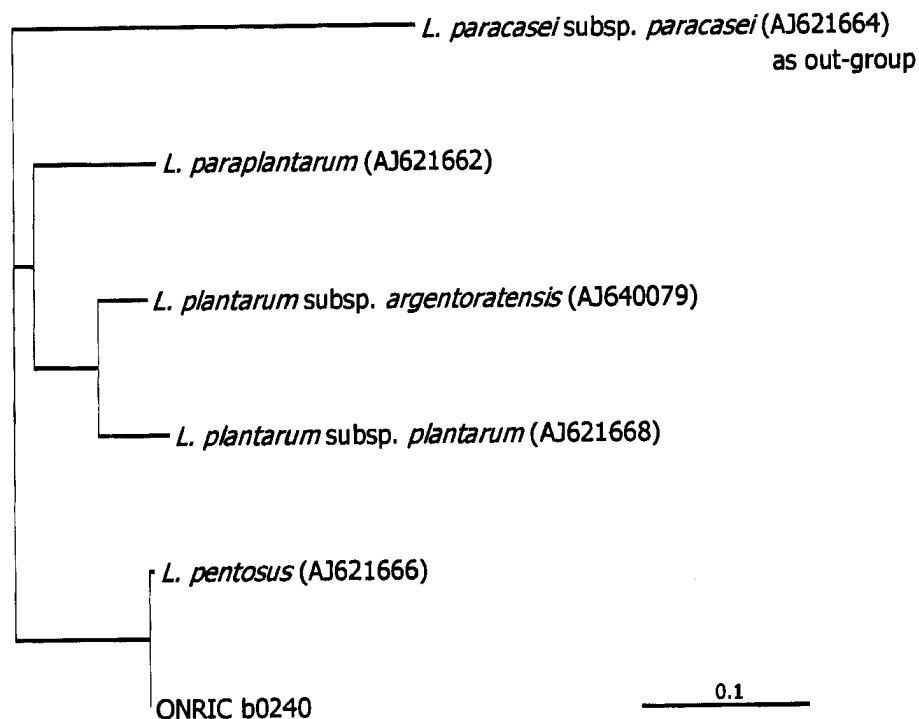 L. paracasei subsp. paracasei (AJ621664)
as out-group
L. paraplantarum (AJ621662)
L. plantarum subsp. argentoratensis (AJ640079)
L. plantarum subsp. plantarum (AJ621668)
L. pentosus (AJ621666)
ONRIC b0240
0.1